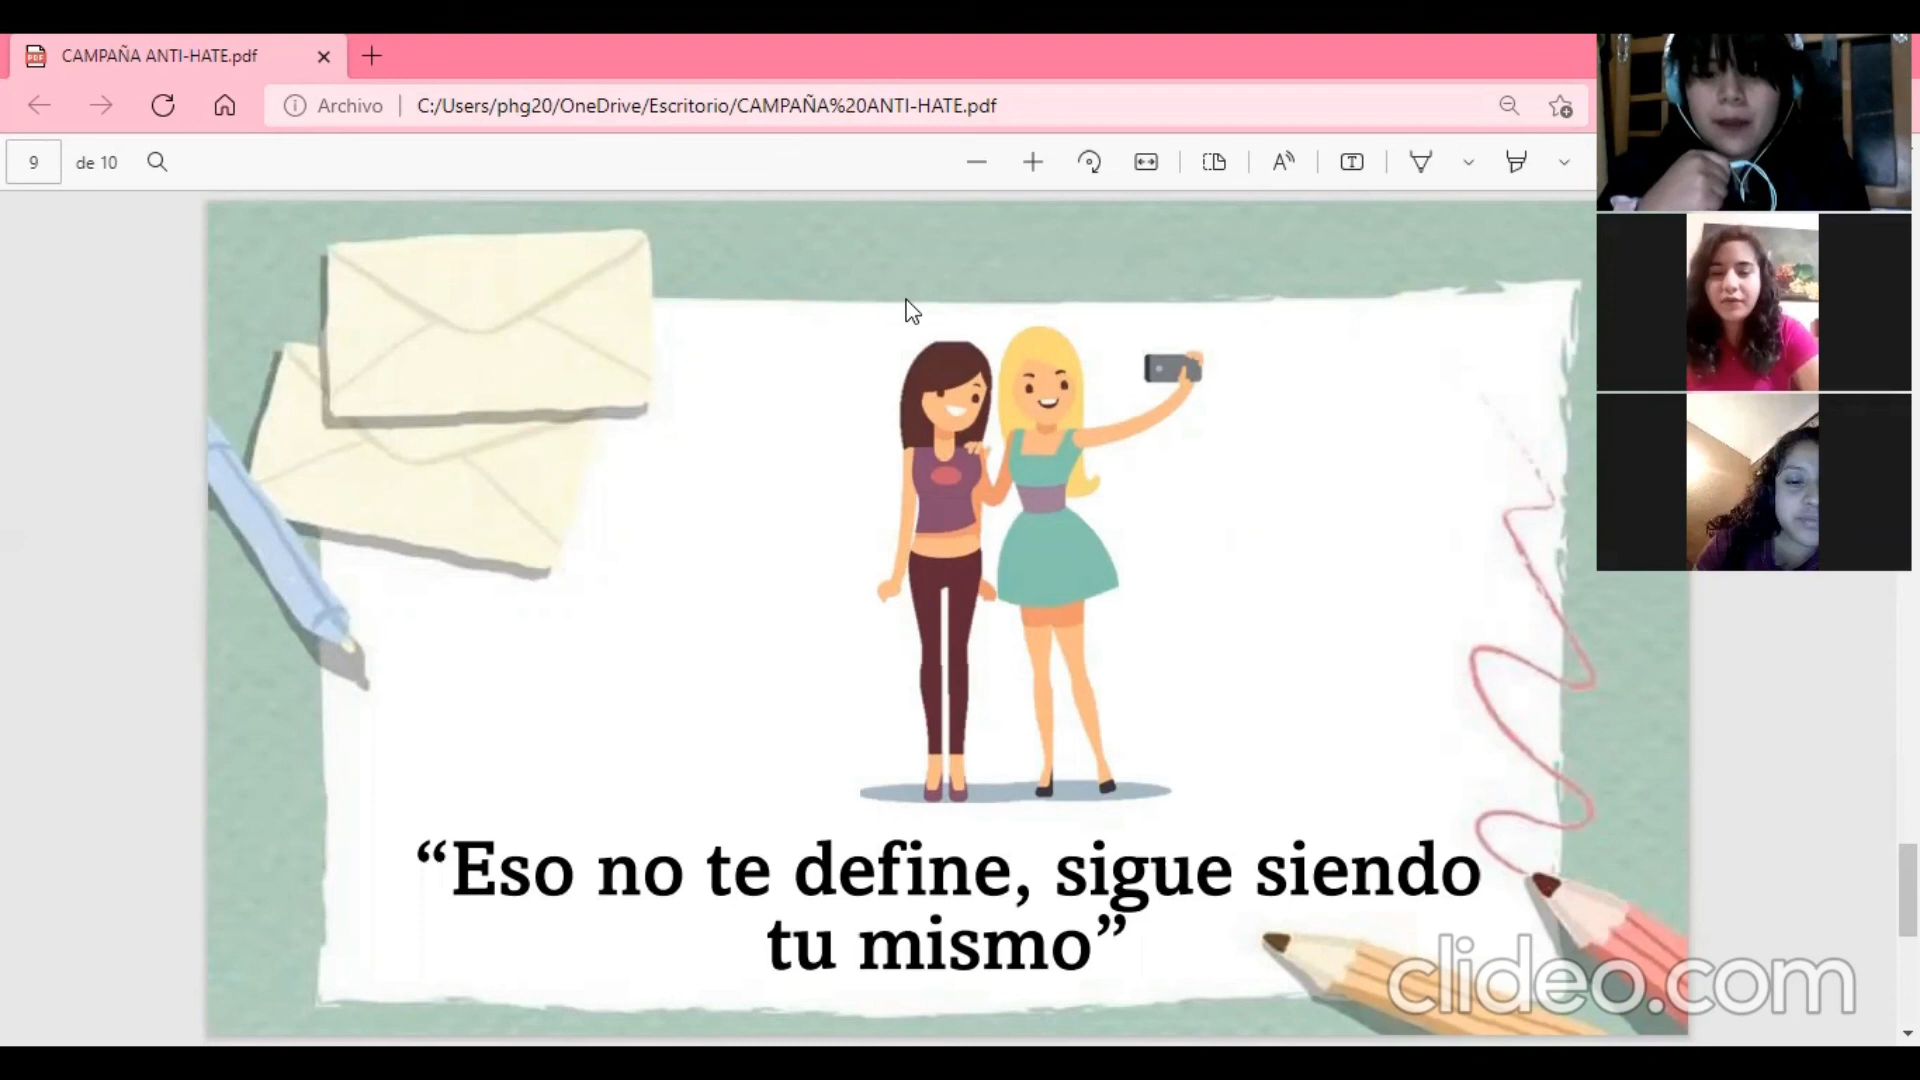 CAMPAÑA ANTI-HATE.pdf
Archivo
C:/Users/phg20/OneDrive/Escritorio/CAMPAÑA%20ANTI-HATE.pdf
9 de 10
“Eso no te define, sigue siendo
tu mismo”
clideo.com